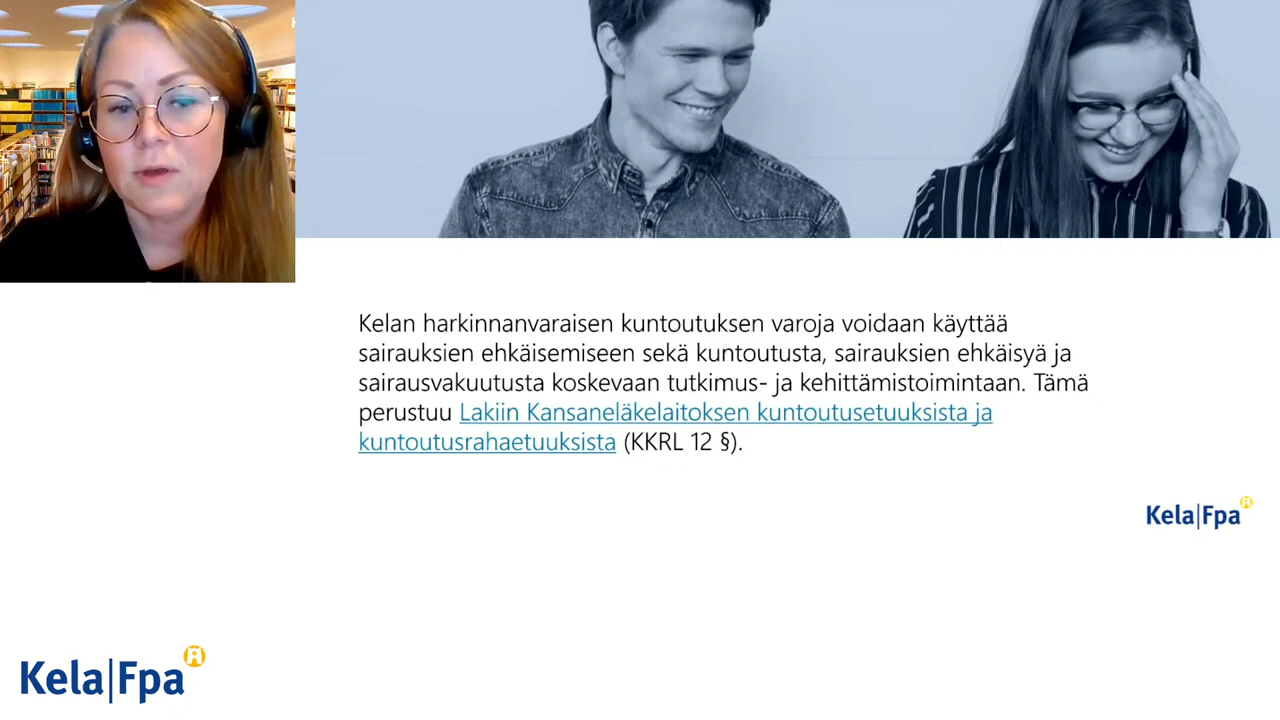 Kelan harkinnanvaraisen kuntoutuksen varoja voidaan käyttää
sairauksien ehkäisemiseen sekä kuntoutusta, sairauksien ehkäisyä ja
sairausvakuutusta koskevaan tutkimus- ja kehittämistoimintaan. Tämä
perustuu Lakiin Kansaneläkelaitoksen kuntoutusetuuksista ja
kuntoutusrahaetuuksista (KKRL 12 §).
Kela|Fpa
Kela|Fpa